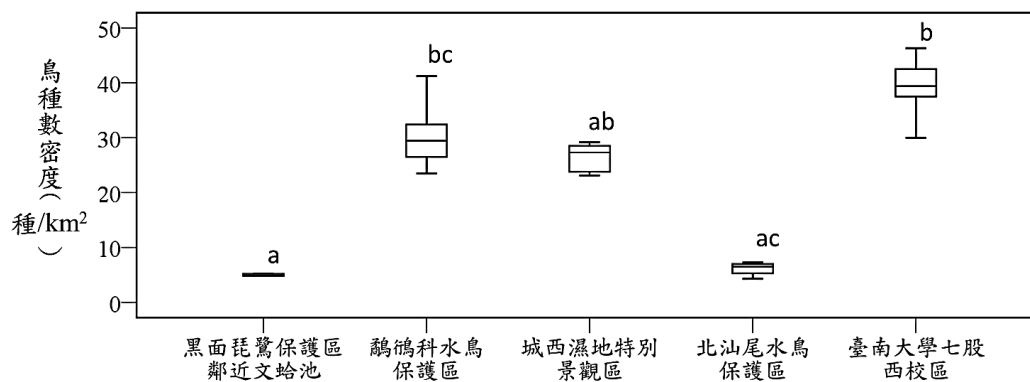 50
40
30
20
10
0
鳥種數密度(種/km²)
a
bc
ab
ac
b
黑面琵鷺保護區
鄰近文蛤池
鷸鴴科水鳥
保護區
城西濕地特別
景觀區
北汕尾水鳥
保護區
臺南大學七股
西校區